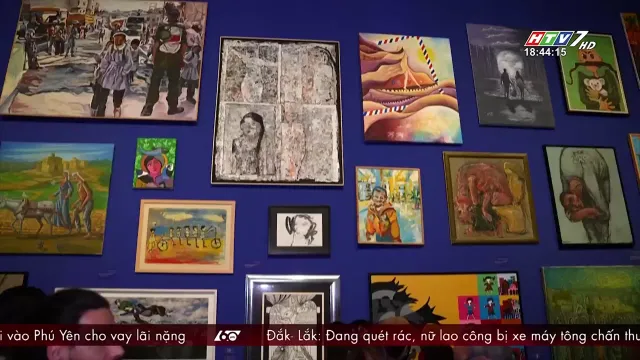 HTV7 HD
18:44:15
i vào Phú Yên cho vay lãi nặng 60 Đắk- Lắk: Đang quét rác, nữ lao công bị xe máy tông chấn thư